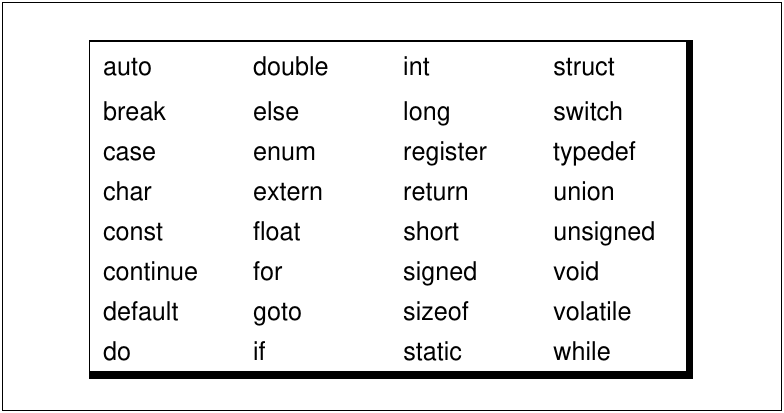 auto double int struct
break else long switch
case enum register typedef
char extern return union
const float short unsigned
continue for signed void
default goto sizeof volatile
do if static while